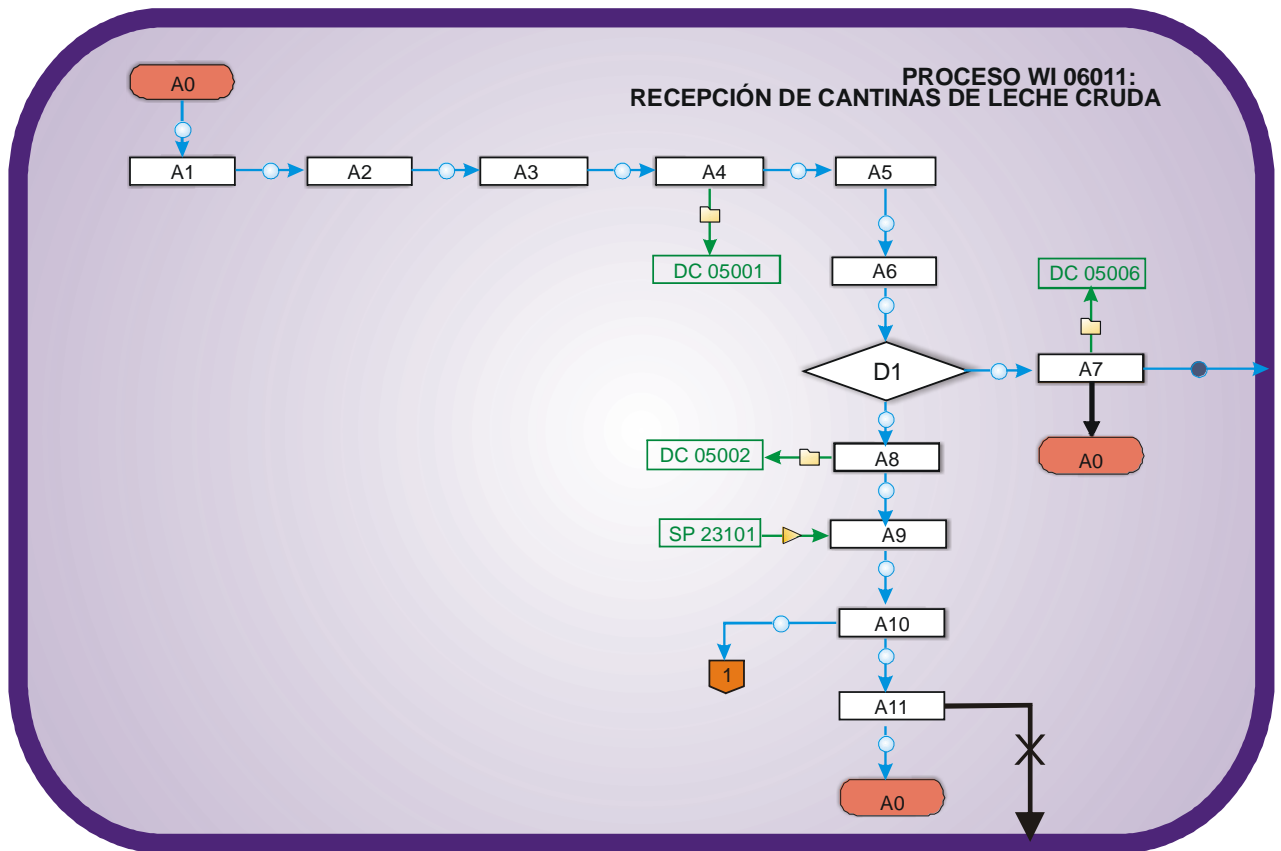 A0
PROCESO WI 06011:
RECEPCIÓN DE CANTINAS DE LECHE CRUDA
A1
A2
A3
A4
A5
DC 05001
A6
DC 05006
D1
A7
DC 05002
A8
A0
SP 23101
A9
A10
1
A11
A0